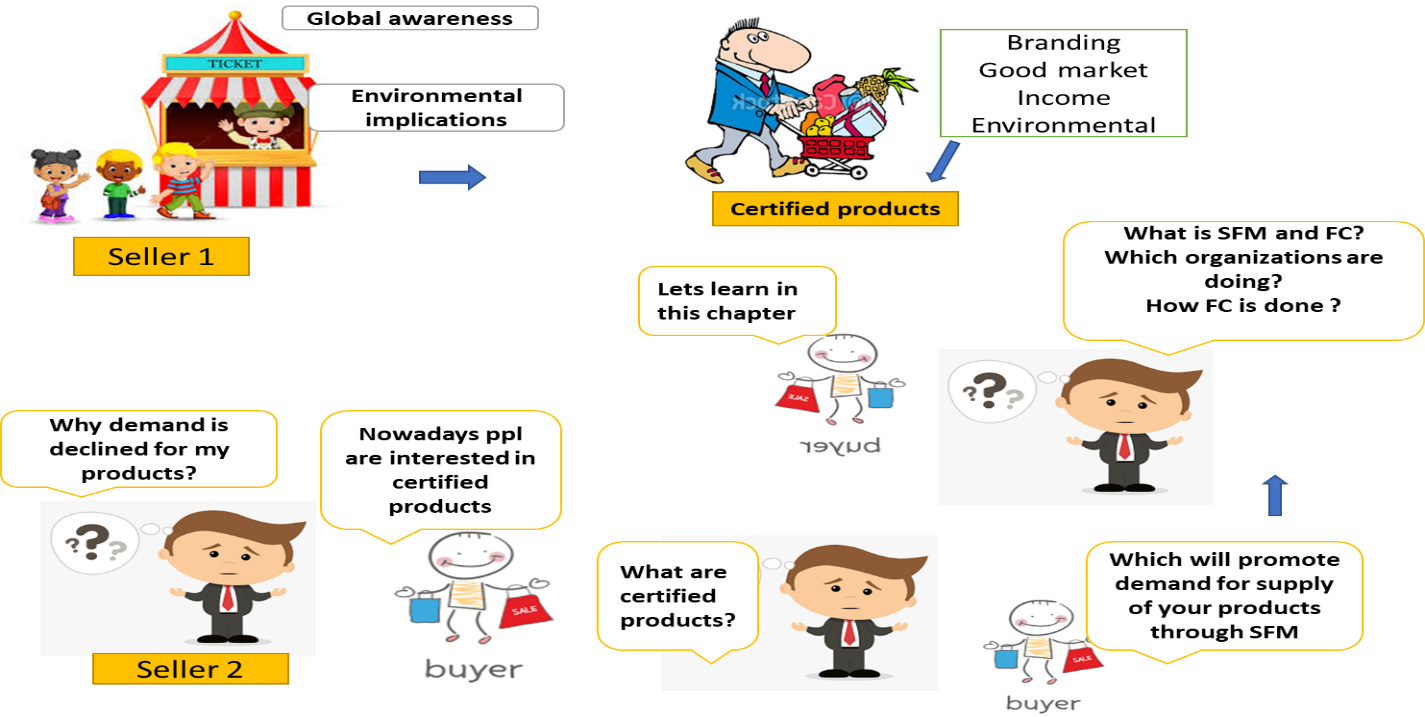 Global awareness
TICKET
Environmental
implications
Seller 1
Branding
Good market
Income
Environmental
Certified products
What is SFM and FC?
Which organizations are
doing?
How FC is done ?
Lets learn in
this chapter
SALE
buyer
Why demand is
declined for my
products?
???
Seller 2
Nowadays ppl
are interested in
certified
products
SALE
buyer
What are
certified
products?
Which will promote
demand for supply
of your products
through SFM
SALE
buyer
???